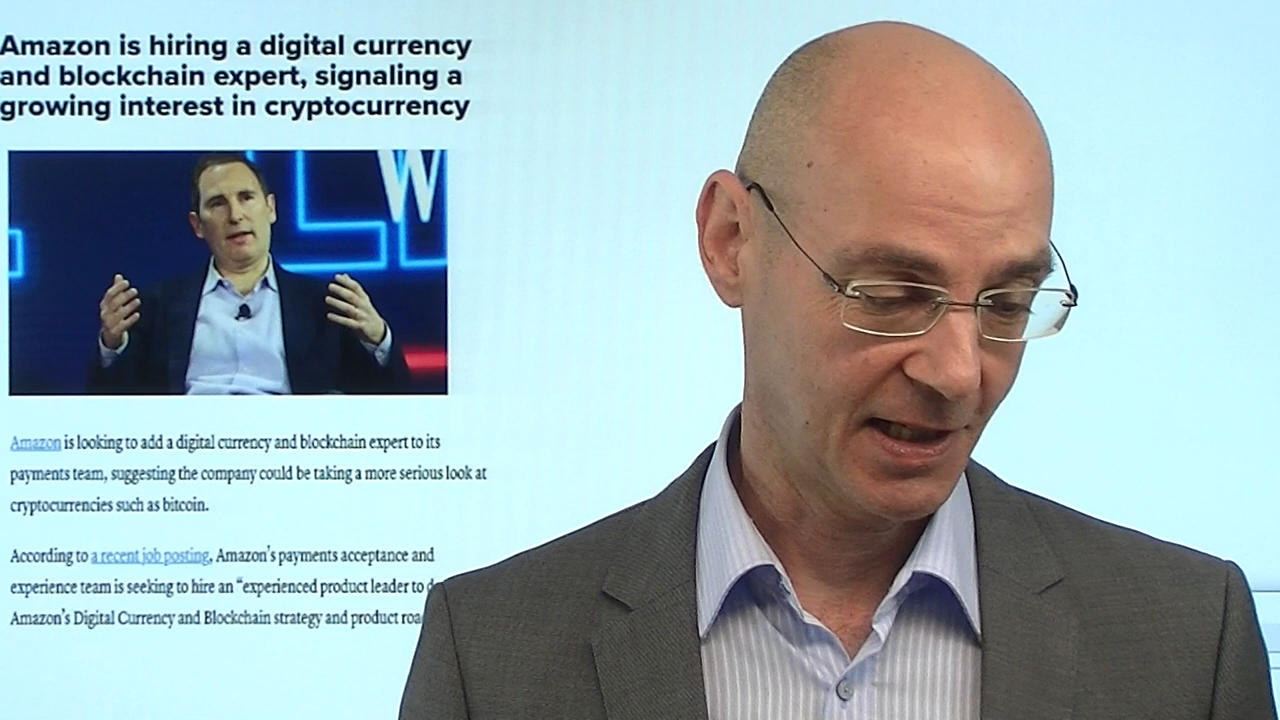 Amazon is hiring a digital currency
and blockchain expert, signaling a
growing interest in cryptocurrency
W
Amazon is looking to add a digital currency and blockchain expert to its
payments team, suggesting the company could be taking a more serious look at
cryptocurrencies such as bitcoin.
According to a recent job posting, Amazon’s payments acceptance and
experience team is seeking to hire an “experienced product leader to
Amazon’s Digital Currency and Blockchain strategy and product